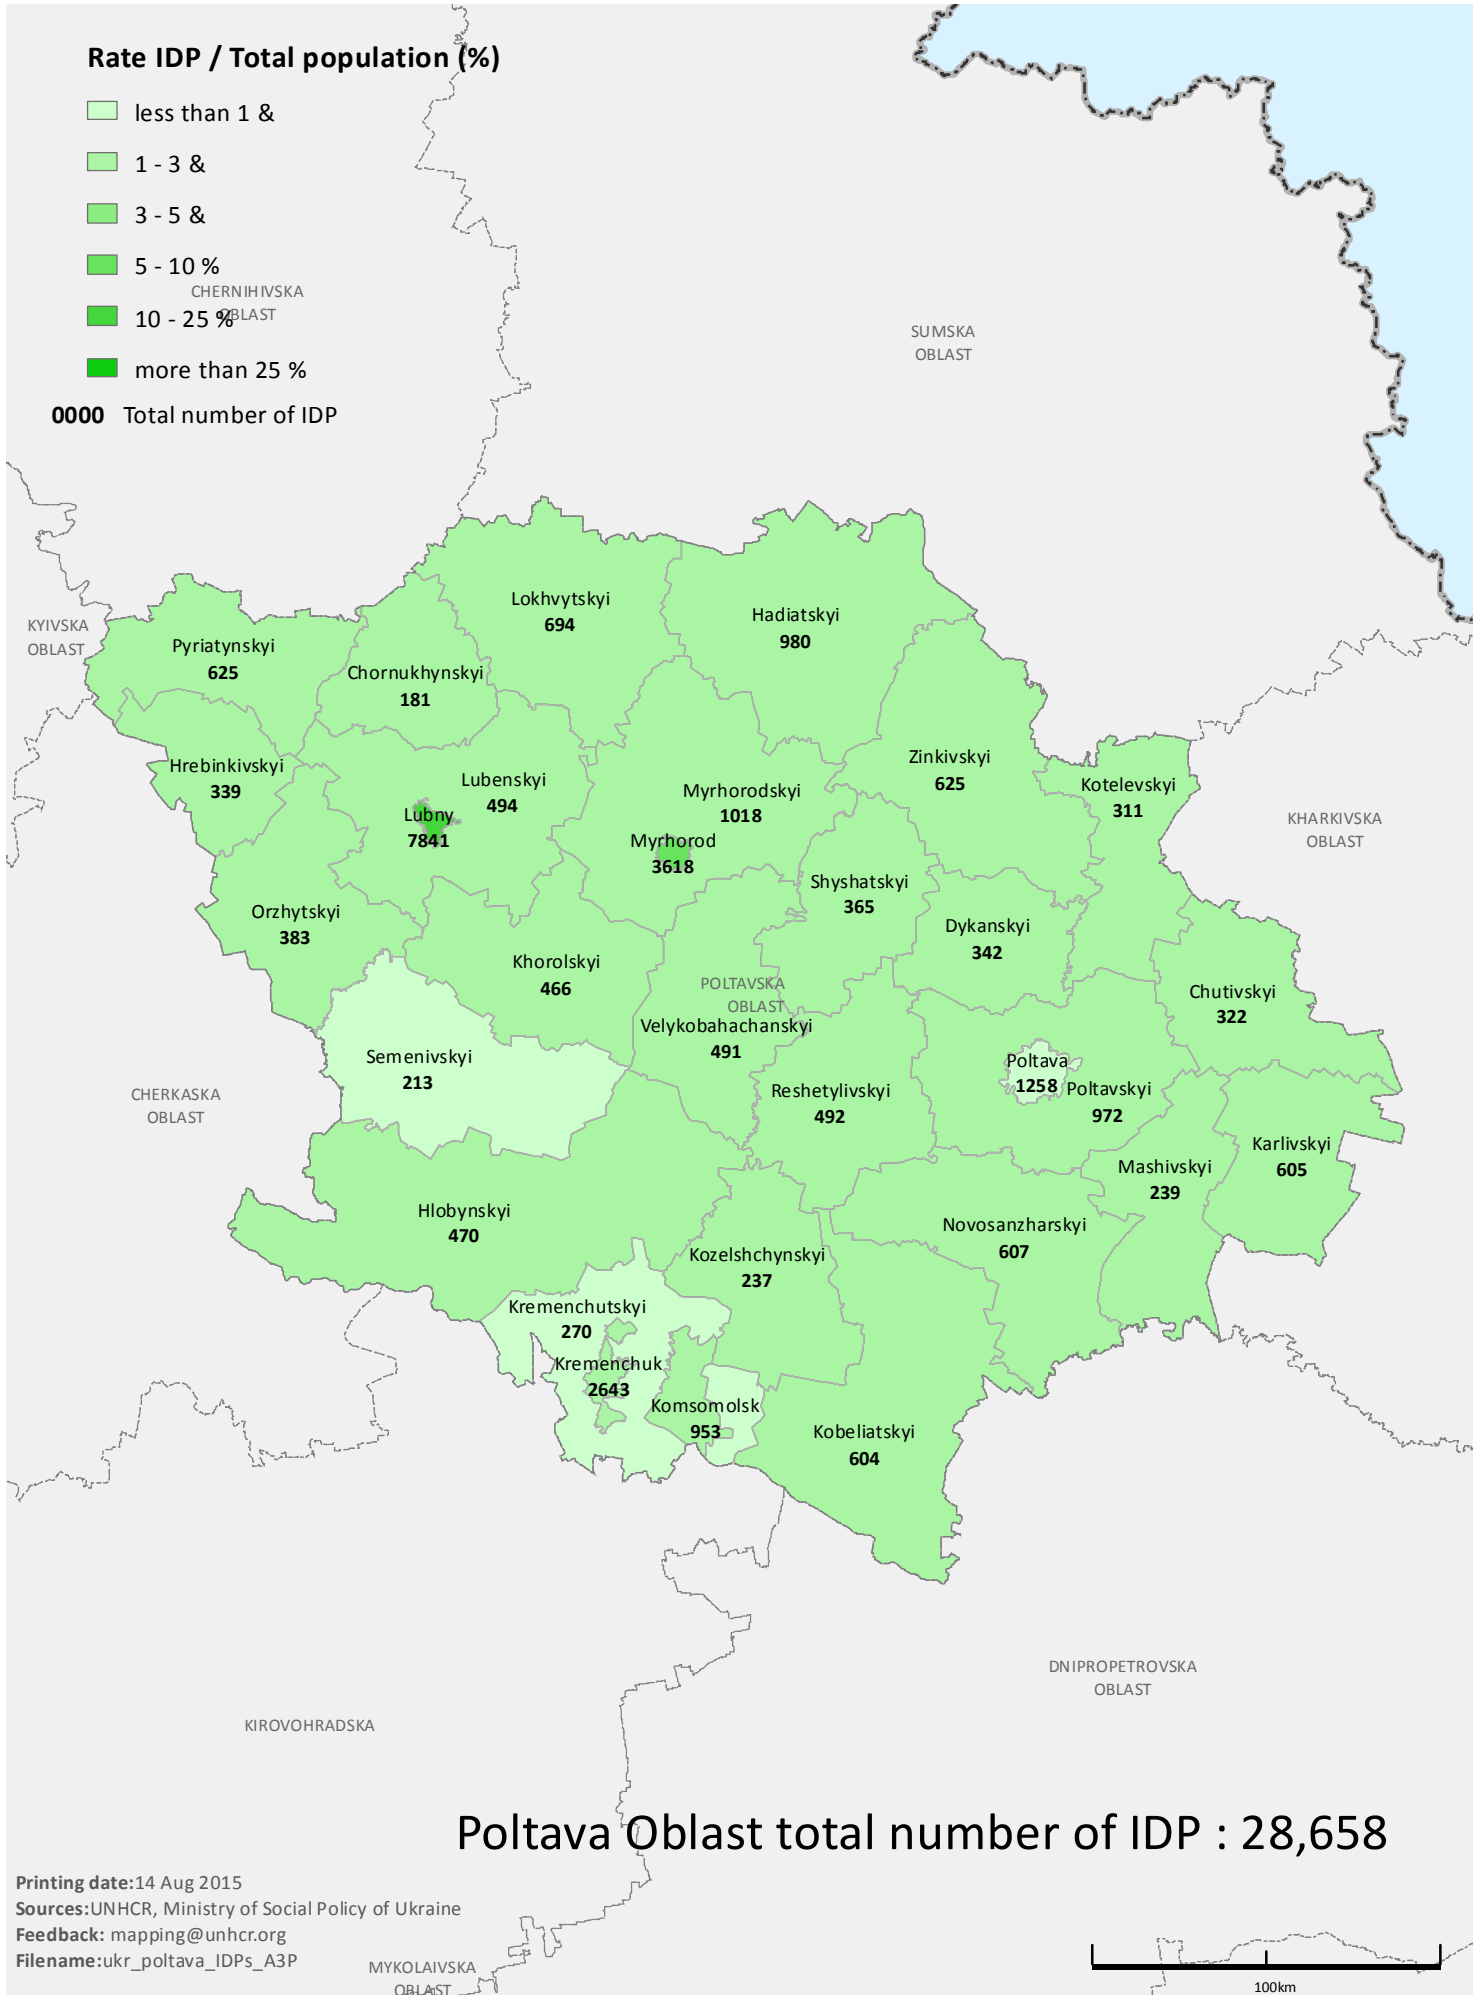 Rate IDP / Total population (%)
less than 1 &
1 - 3 &
3 - 5 &
5 - 10 %
10 - 25 %
more than 25 %
0000 Total number of IDP
CHERNIHIVSKA
OBLAST
SUMSKA
OBLAST
KYIVSKA
OBLAST
KHARKIVSKA
OBLAST
CHERKASKA
OBLAST
POLTAVSKA
OBLAST
DNIPROPETROVSKA
OBLAST
KIROVOHRADSKA
MYKOLAIVSKA
OBLAST
Lokhvytskyi
694
Hadiatskyi
980
Pyriatynskyi
625
Chornukhynskyi
181
Hrebinkivskyi
339
Lubenskyi
494
Lubny
7841
Myrhorodskyi
1018
Myrhorod
3618
Zinkivskyi
625
Kotelevskyi
311
Shyshatskyi
365
Orzhytskyi
383
Dykanskyi
342
Khorolskyi
466
Chutivskyi
322
Velykobahachanskyi
491
Semenivskyi
213
Poltava
1258
Poltavskyi
972
Reshetylivskyi
492
Karlivskyi
605
Mashivskyi
239
Hlobynskyi
470
Novosanzharskyi
607
Kozelshchynskyi
237
Kremenchutskyi
270
Kremenchuk
2643
Komsomolsk
953
Kobeliatskyi
604
Poltava Oblast total number of IDP : 28,658
Printing date:14 Aug 2015
Sources:UNHCR, Ministry of Social Policy of Ukraine
Feedback: mapping@unhcr.org
Filename:ukr_poltava_IDPs_A3P
100km